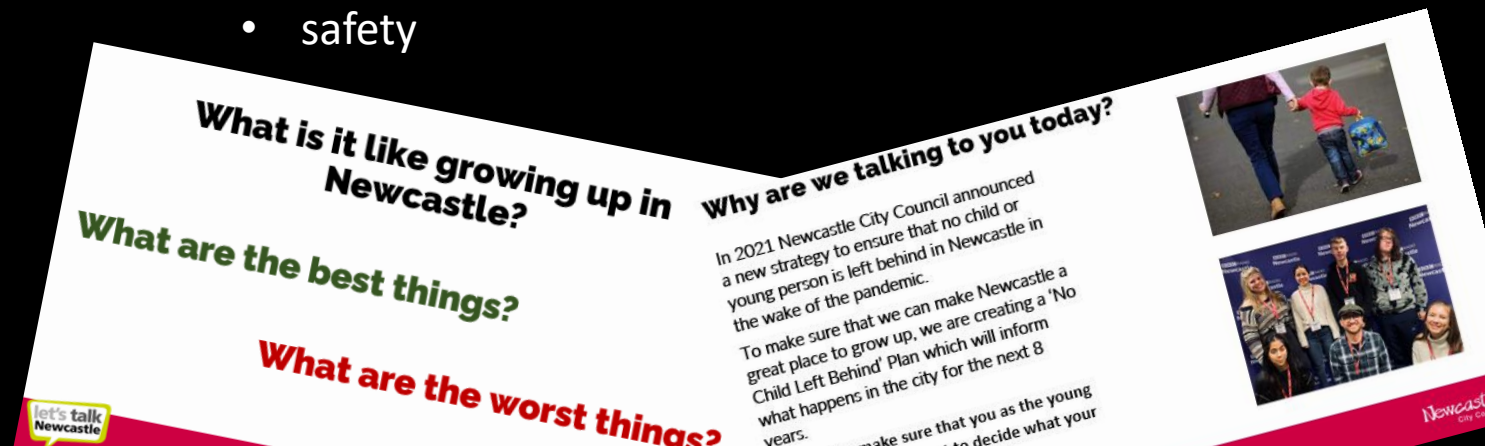 • safety
What is it like growing up in
Newcastle?
What are the best things?
What are the worst things?
let's talk
Newcastle
Why are we talking to you today?
In 2021 Newcastle City Council announced
a new strategy to ensure that no child or
young person is left behind in Newcastle in
the wake of the pandemic.
To make sure that we can make Newcastle a
great place to grow up, we are creating a 'No
Child Left Behind' Plan which will inform
what happens in the city for the next 8
years.
make sure that you as the young
to decide what your